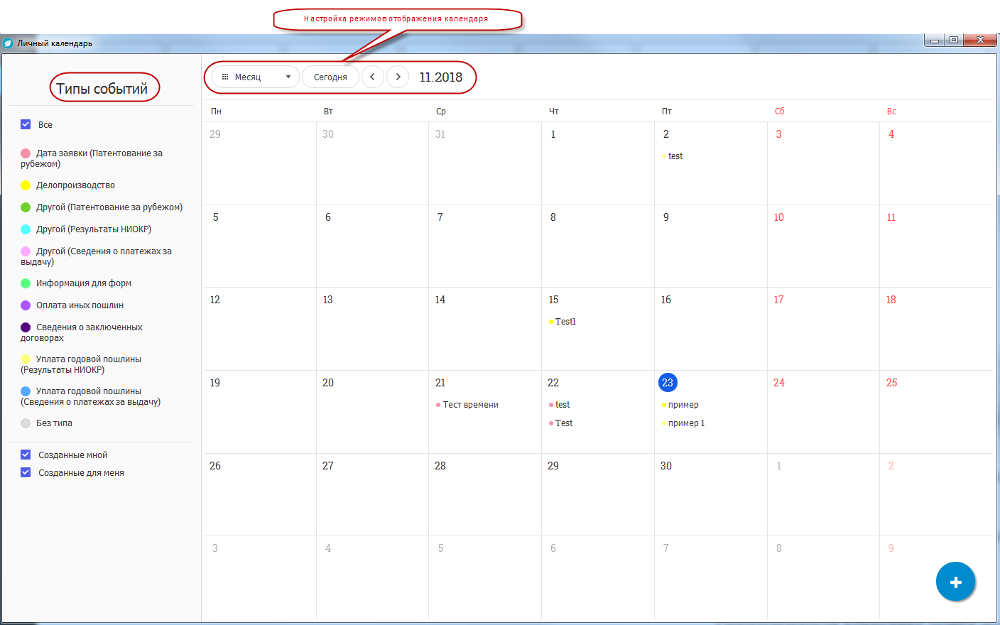 Настройка режимов отображения календаря
Личный календарь
Типы событий
Все
Дата заявки (Патентование за
рубежом)
Делопроизводство
Другой (Патентование за рубежом)
Другой (Результаты НИОКР)
Другой (Сведения о платежах за
выдачу)
Информация для форм
Оплата иных пошлин
Сведения о заключенных
договорах
Уплата годовой пошлины
(Результаты НИОКР)
Уплата годовой пошлины
(Сведения о платежах за выдачу)
Без типа
Созданные мной
Созданные для меня
Месяц Сегодня 11.2018
Пн Вт Ср Чт Пт Сб Вс
29 30 31 1 2 3 4
test
5 6 7 8 9 10 11
12 13 14 15 16 17 18
Test1
19 20 21 22 23 24 25
Тест времени test пример
Test пример 1
26 27 28 29 30 1 2
3 4 5 6 7 8 9